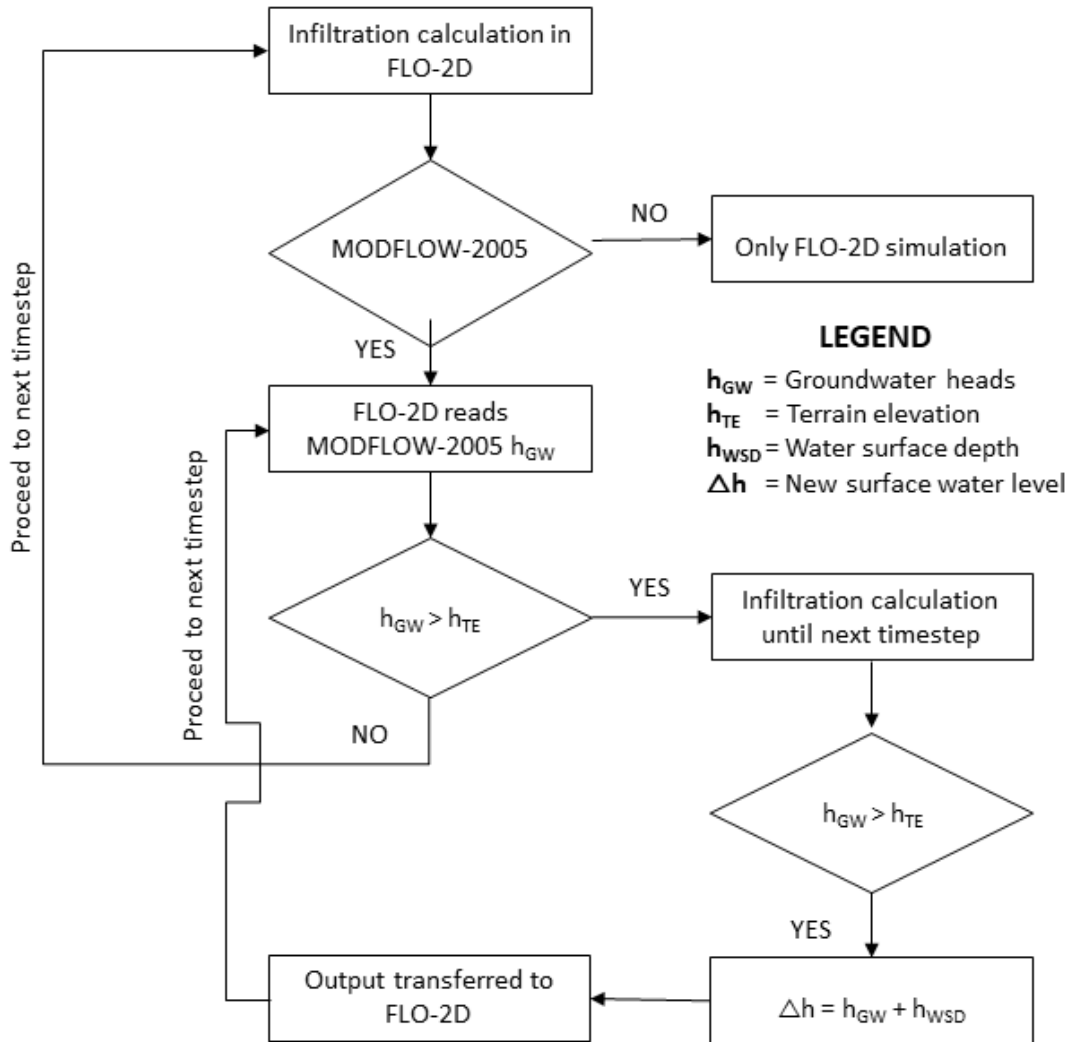 Infiltration calculation in
FLO-2D
MODFLOW-2005
NO
Only FLO-2D simulation
YES
FLO-2D reads
MODFLOW-2005 hGW
LEGEND
hGW = Groundwater heads
hTE = Terrain elevation
hWSD = Water surface depth
△h = New surface water level
Proceed to next timestep
Proceed to next timestep
hGW > hTE
YES
Infiltration calculation
until next timestep
NO
hGW > hTE
YES
Output transferred to
FLO-2D
△h = hGW + hWSD